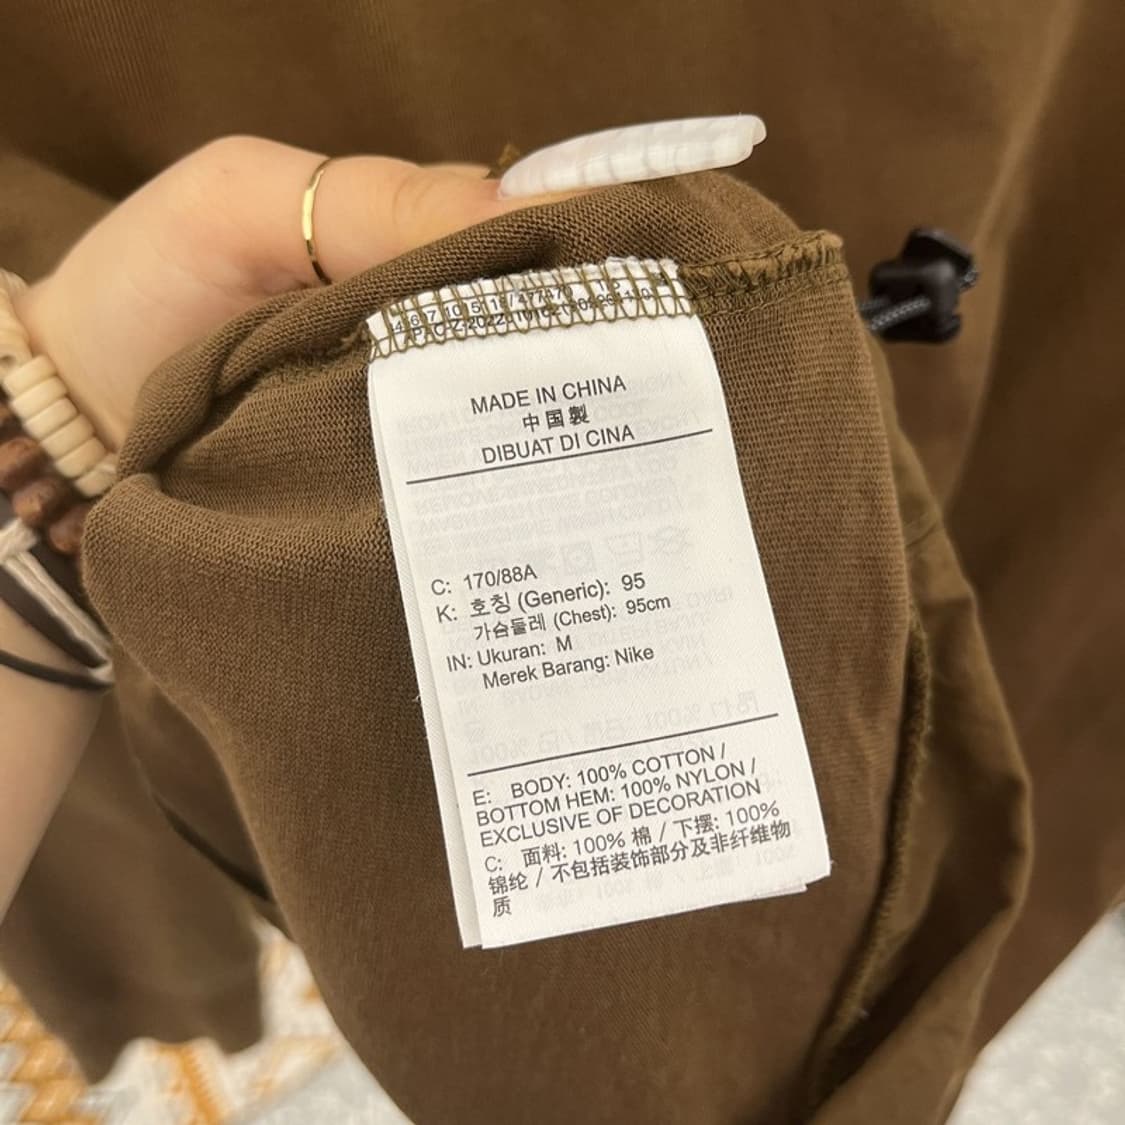 MADE IN CHINA
中国製
DIBUAT DI CINA
C: 170/88A
K: 호칭 (Generic): 95
가슴둘레 (Chest): 95cm
IN: Ukuran: M
Merek Barang: Nike
E: BODY: 100% COTTON /
BOTTOM HEM: 100% NYLON /
EXCLUSIVE OF DECORATION
C: 面料: 100% 棉 / 下摆: 100%
锦纶 / 不包括装饰部分及非纤维物
质